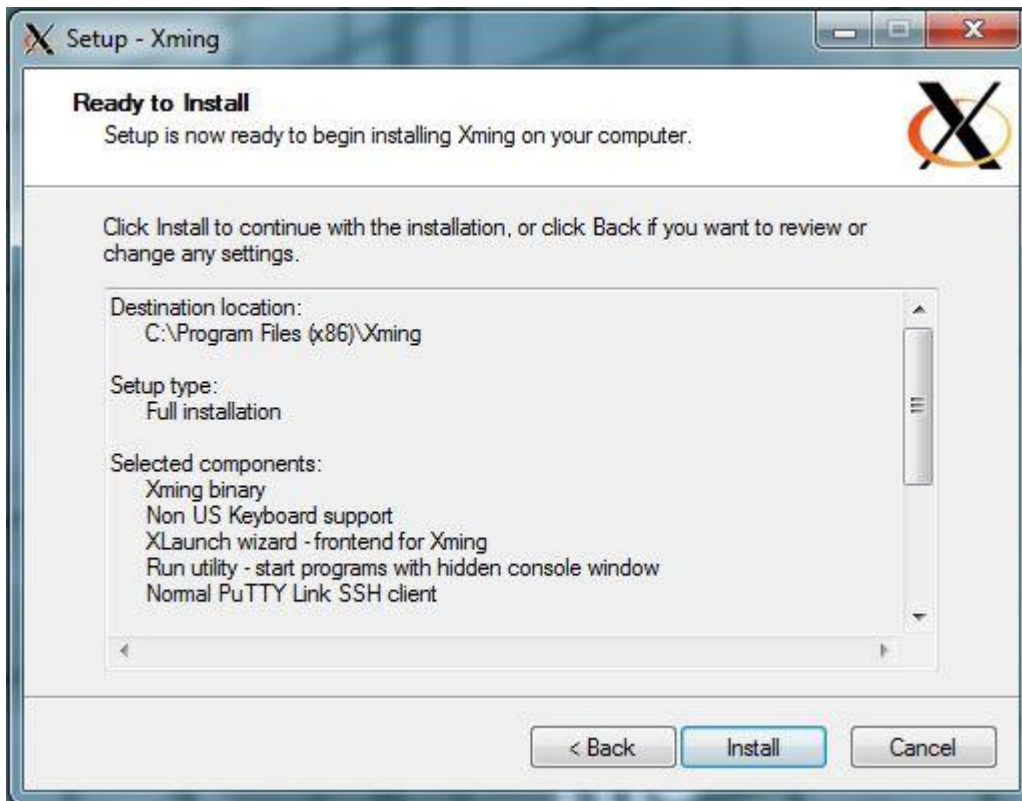 Setup - Xming
Ready to Install
Setup is now ready to begin installing Xming on your computer.
Click Install to continue with the installation, or click Back if you want to review or
change any settings.
Destination location:
C:\Program Files (x86)\Xming
Setup type:
Full installation
Selected components:
Xming binary
Non US Keyboard support
XLaunch wizard - frontend for Xming
Run utility - start programs with hidden console window
Normal PuTTY Link SSH client
< Back
Install
Cancel